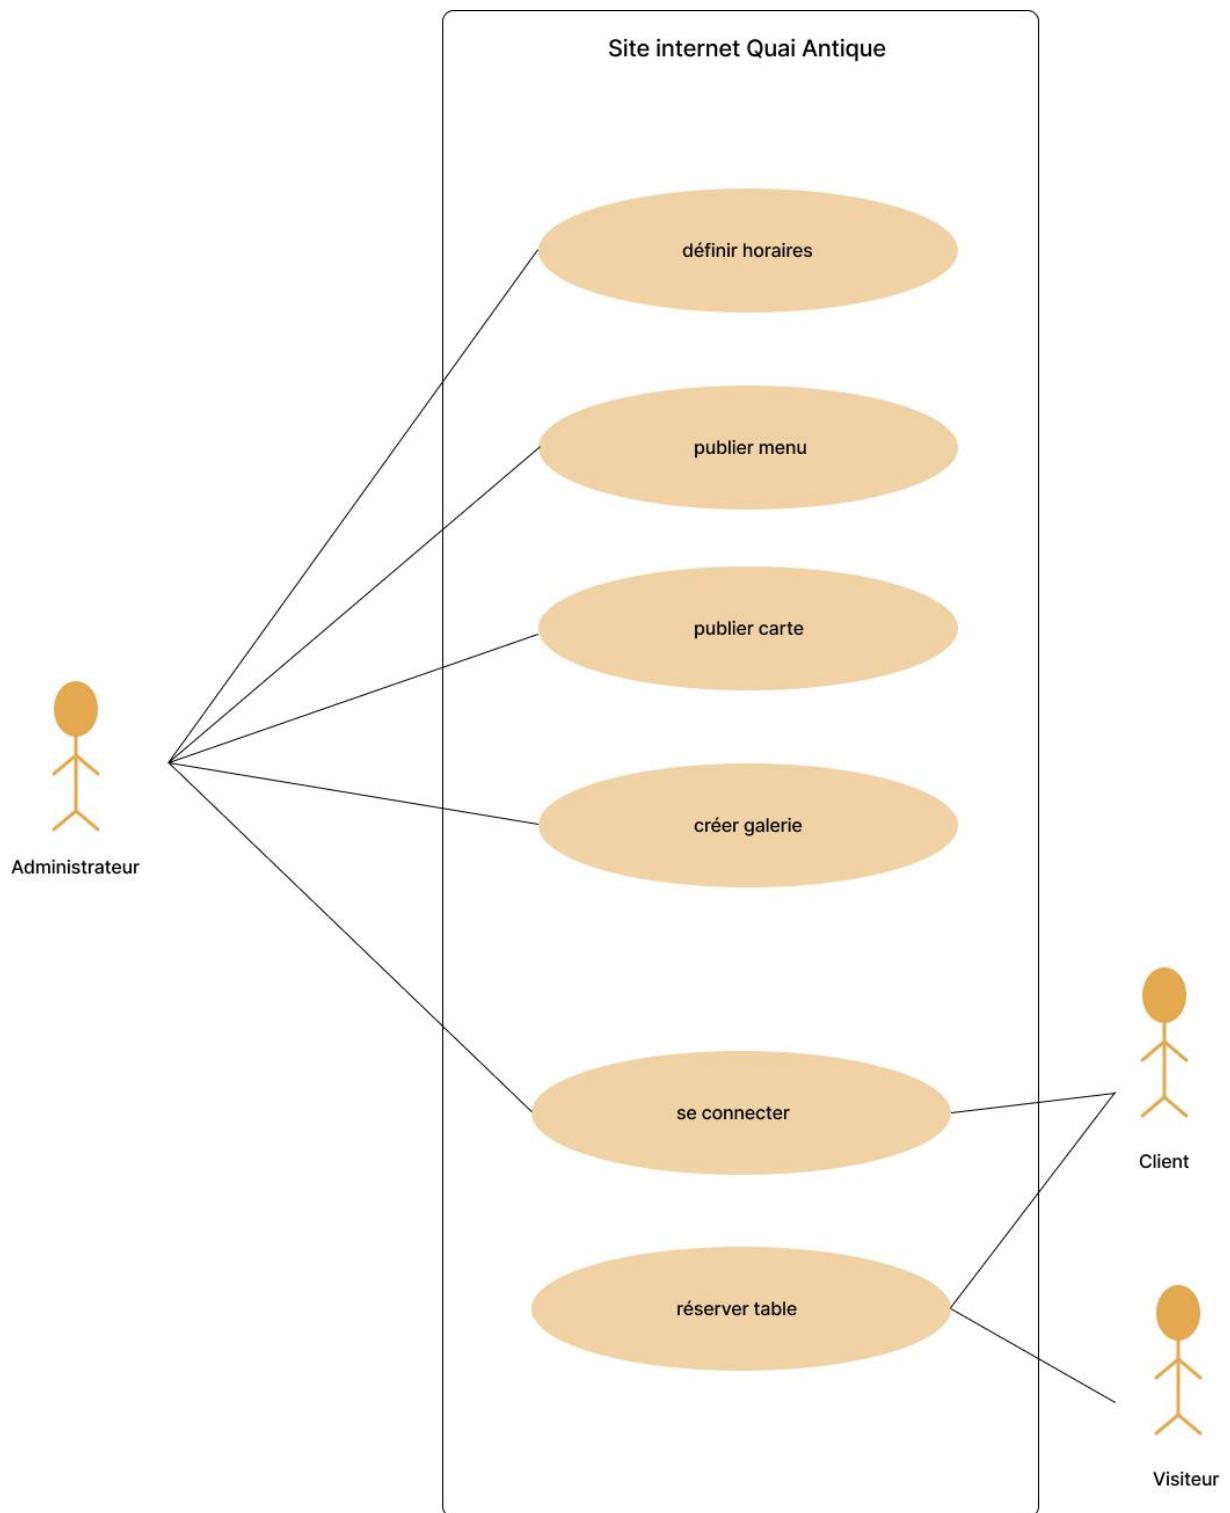 Site internet Quai Antique
définir horaires
publier menu
publier carte
créer galerie
Administrateur
se connecter
Client
réserver table
Visiteur